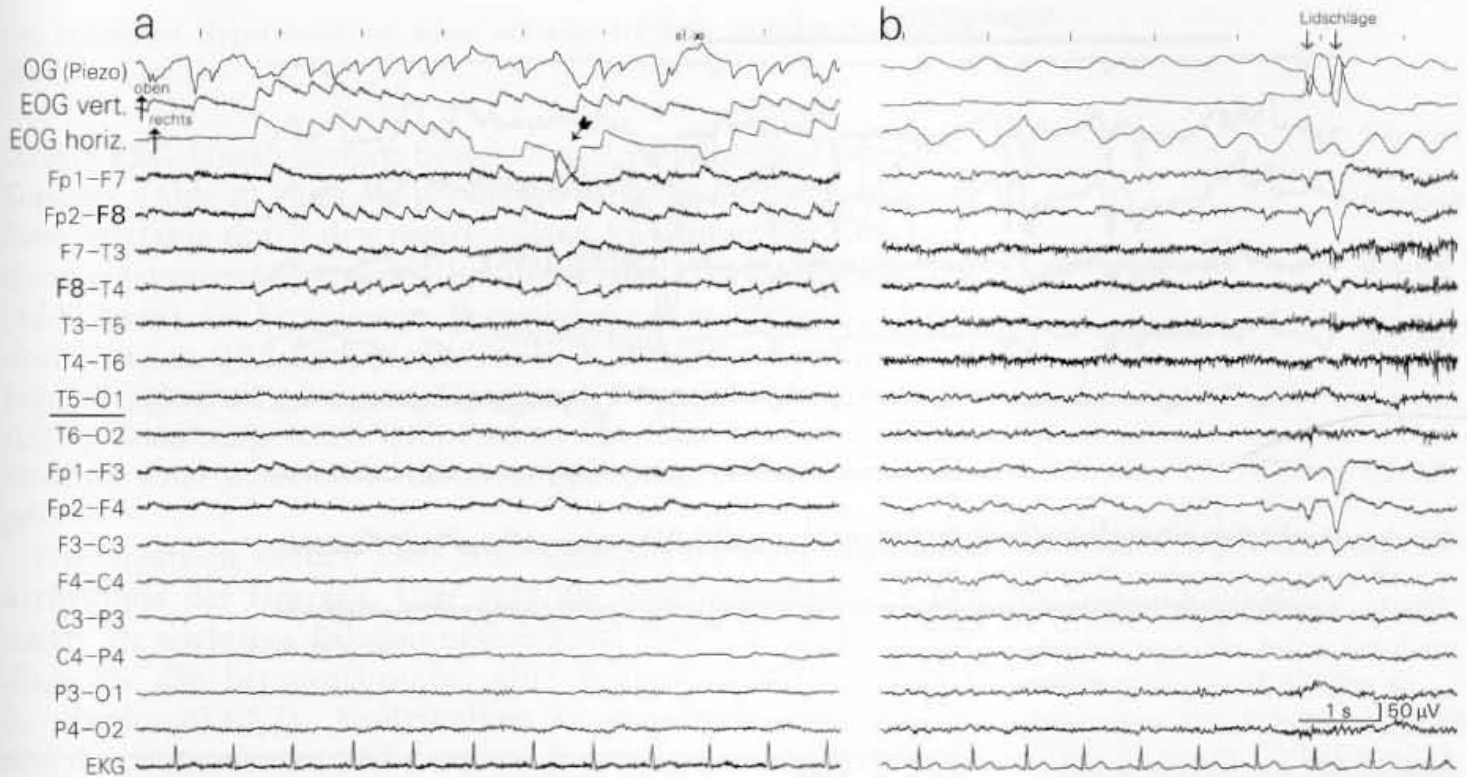 a
b
Lidschläge
OG (Piezo)
oben
EOG vert.
rechts
EOG horiz.
Fp1-F7
Fp2-F8
F7-T3
F8-T4
T3-T5
T4-T6
T5-O1
T6-O2
Fp1-F3
Fp2-F4
F3-C3
F4-C4
C3-P3
C4-P4
P3-O1
P4-O2
EKG
1 s
50 µV